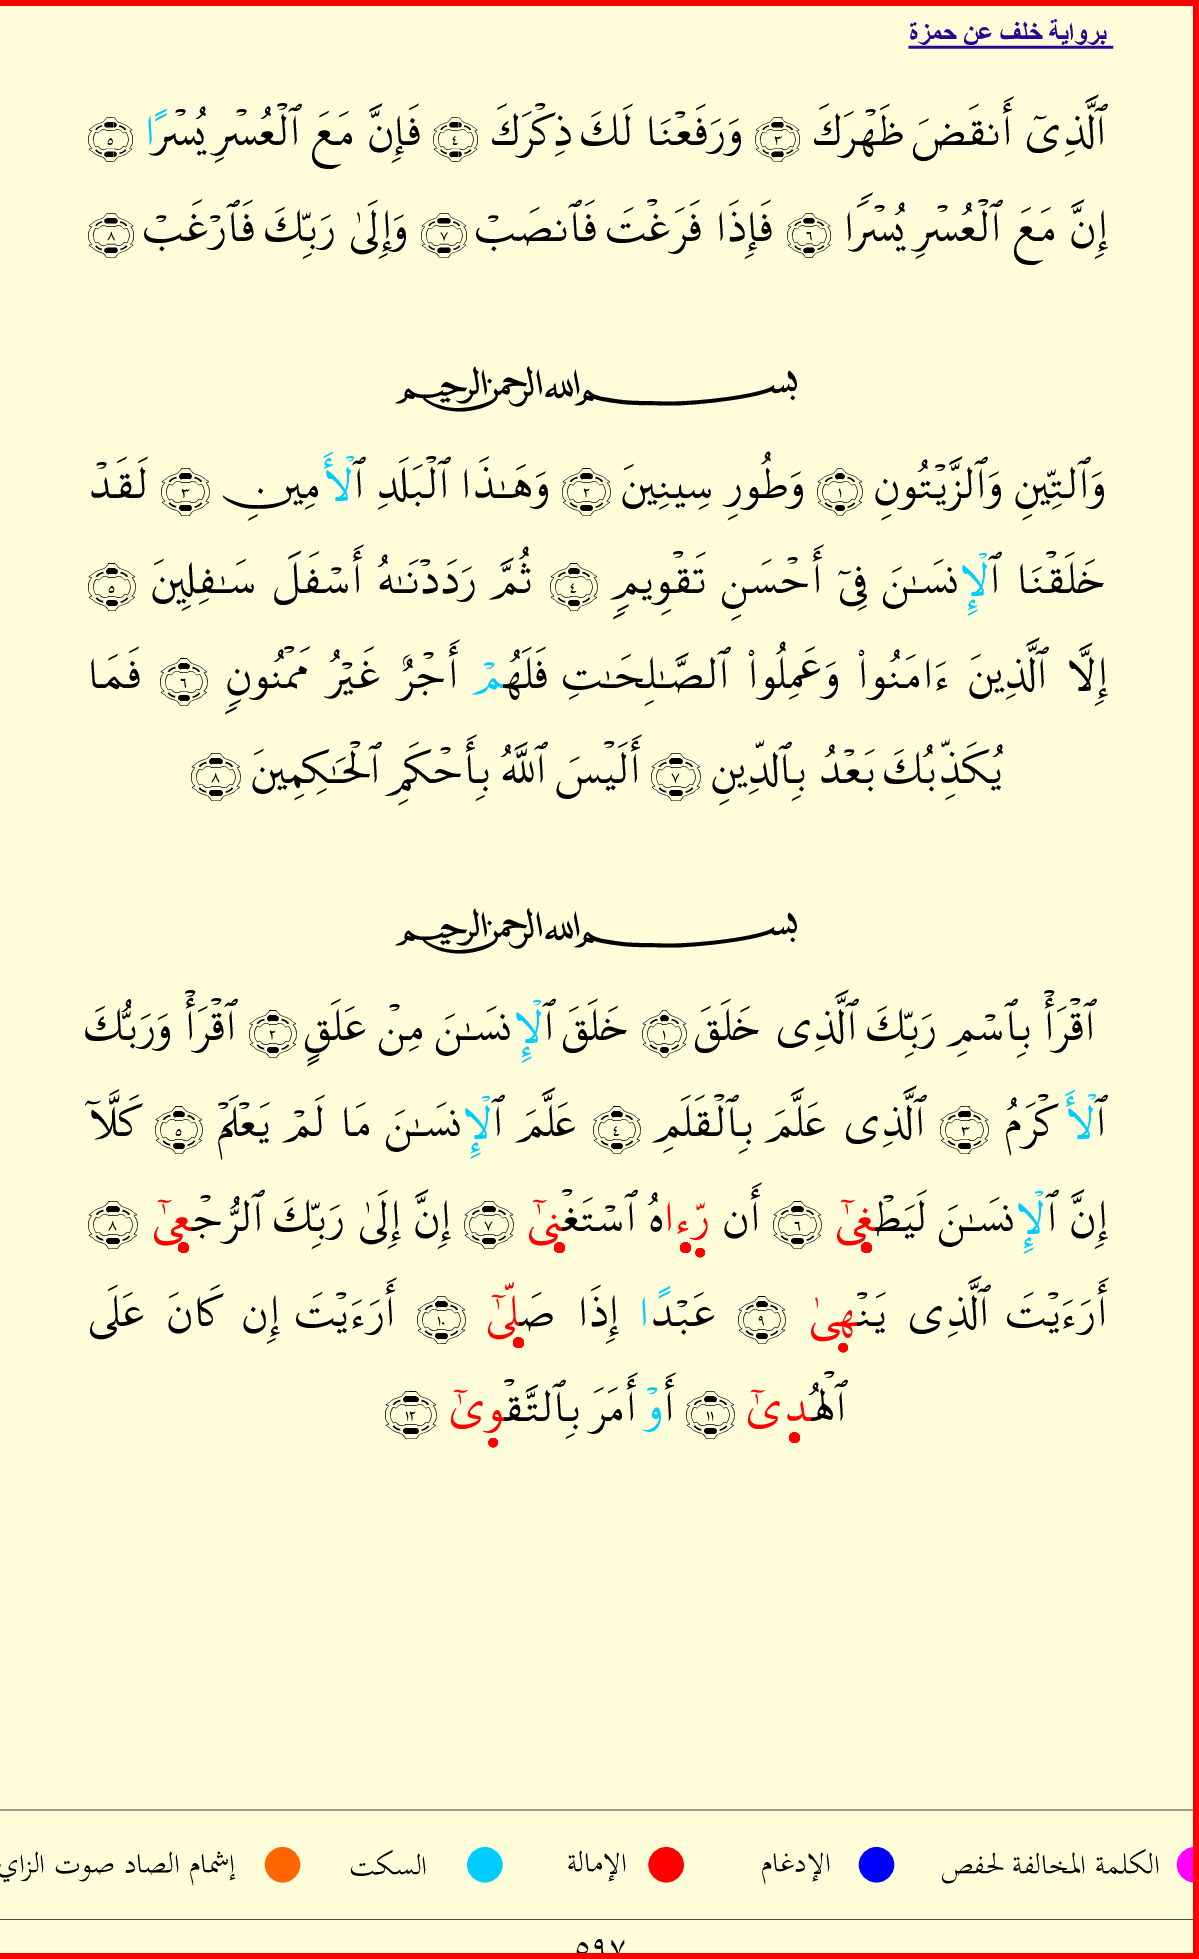 برواية خلف عن حمزة
ٱلَّذِىٓ أَنقَضَ ظَهْرَكَ ٣ وَرَفَعْنَا لَكَ ذِكْرَكَ ٤ فَإِنَّ مَعَ ٱلْعُسْرِ يُسْرًا ٥
إِنَّ مَعَ ٱلْعُسْرِ يُسْرًا ٦ فَإِذَا فَرَغْتَ فَٱنصَبْ ٧ وَإِلَىٰ رَبِّكَ فَٱرْغَبْ ٨
بسم الله الرحمن الرحيم
وَٱلتِّينِ وَٱلزَّيْتُونِ ١ وَطُورِ سِينِينَ ٢ وَهَـٰذَا ٱلْبَلَدِ ٱلْأَمِينِ ٣ لَقَدْ
خَلَقْنَا ٱلْإِنسَـٰنَ فِىٓ أَحْسَنِ تَقْوِيمٍ ٤ ثُمَّ رَدَدْنَـٰهُ أَسْفَلَ سَـٰفِلِينَ ٥
إِلَّا ٱلَّذِينَ ءَامَنُوا۟ وَعَمِلُوا۟ ٱلصَّـٰلِحَـٰتِ فَلَهُمْ أَجْرٌ غَيْرُ مَمْنُونٍ ٦ فَمَا
يُكَذِّبُكَ بَعْدُ بِٱلدِّينِ ٧ أَلَيْسَ ٱللَّهُ بِأَحْكَمِ ٱلْحَـٰكِمِينَ ٨
بسم الله الرحمن الرحيم
ٱقْرَأْ بِٱسْمِ رَبِّكَ ٱلَّذِى خَلَقَ ١ خَلَقَ ٱلْإِنسَـٰنَ مِنْ عَلَقٍ ٢ ٱقْرَأْ وَرَبُّكَ
ٱلْأَكْرَمُ ٣ ٱلَّذِى عَلَّمَ بِٱلْقَلَمِ ٤ عَلَّمَ ٱلْإِنسَـٰنَ مَا لَمْ يَعْلَمْ ٥ كَلَّآ
إِنَّ ٱلْإِنسَـٰنَ لَيَطْغِىٓ ٦ أَن رِّءِاهُ ٱسْتَغْنِىٓ ٧ إِنَّ إِلَىٰ رَبِّكَ ٱلرُّجْعِىٓ ٨
أَرَءَيْتَ ٱلَّذِى يَنْهِىٰ ٩ عَبْدًا إِذَا صَلِّىٓ ١٠ أَرَءَيْتَ إِن كَانَ عَلَى
ٱلْهُدِىٓ ١١ أَوْ أَمَرَ بِٱلتَّقْوِىٓ ١٢
الكلمة المخالفة لحفص الإدغام الإمالة السكت إشمام الصاد صوت الزاي
٥٩٧